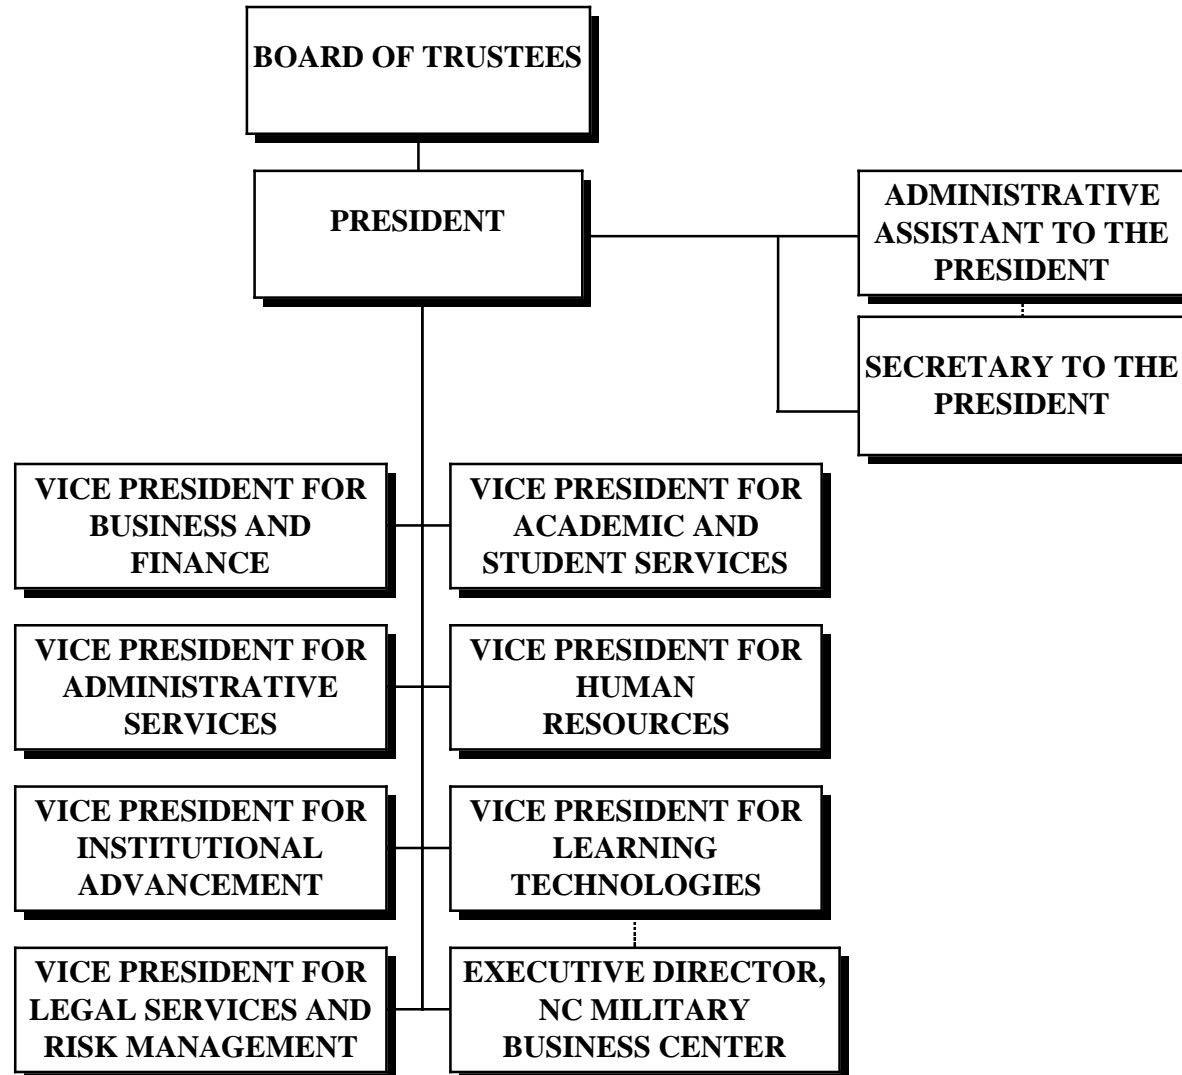 BOARD OF TRUSTEES
PRESIDENT
ADMINISTRATIVE
ASSISTANT TO THE
PRESIDENT
SECRETARY TO THE
PRESIDENT
VICE PRESIDENT FOR
BUSINESS AND
FINANCE
VICE PRESIDENT FOR
ACADEMIC AND
STUDENT SERVICES
VICE PRESIDENT FOR
ADMINISTRATIVE
SERVICES
VICE PRESIDENT FOR
HUMAN
RESOURCES
VICE PRESIDENT FOR
INSTITUTIONAL
ADVANCEMENT
VICE PRESIDENT FOR
LEARNING
TECHNOLOGIES
VICE PRESIDENT FOR
LEGAL SERVICES AND
RISK MANAGEMENT
EXECUTIVE DIRECTOR,
NC MILITARY
BUSINESS CENTER